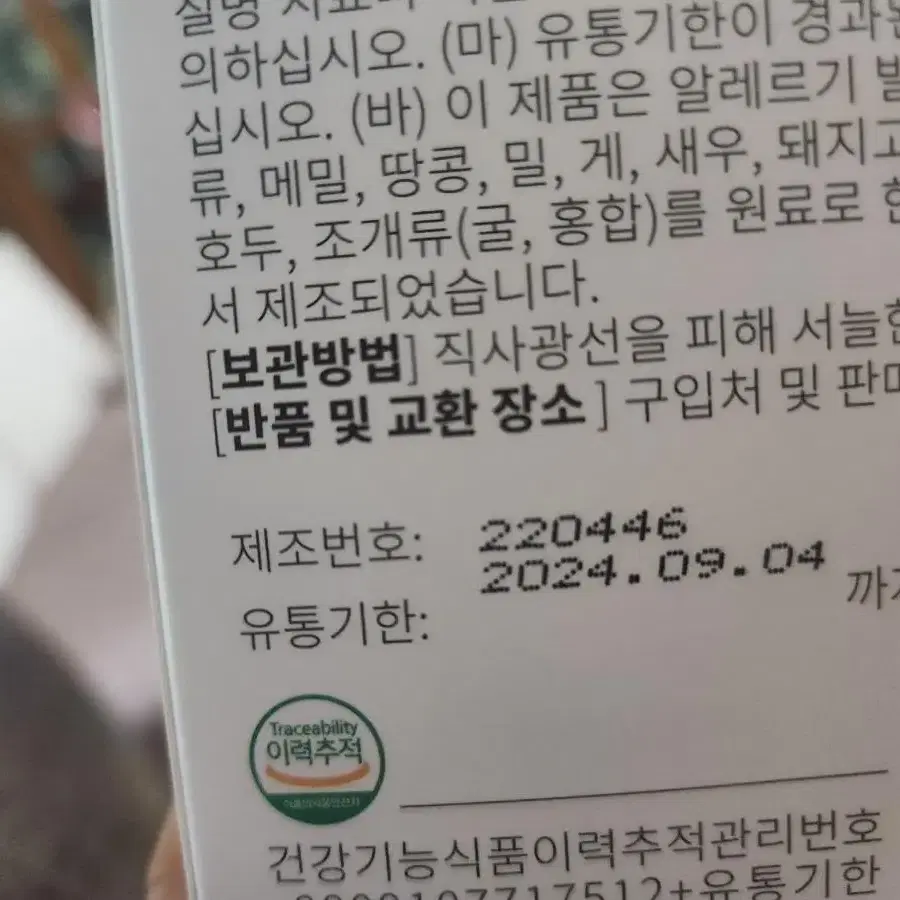 의하십시오. (마) 유통기한이 경과된
십시오. (바) 이 제품은 알레르기 발
류, 메밀, 땅콩, 밀, 게, 새우, 돼지고
호두, 조개류(굴, 홍합)를 원료로 한
서 제조되었습니다.
[보관방법] 직사광선을 피해 서늘한
[반품 및 교환 장소] 구입처 및 판매
제조번호: 220446
2024.09.04 까지
유통기한:
Traceability
이력추적
건강기능식품이력추적관리번호